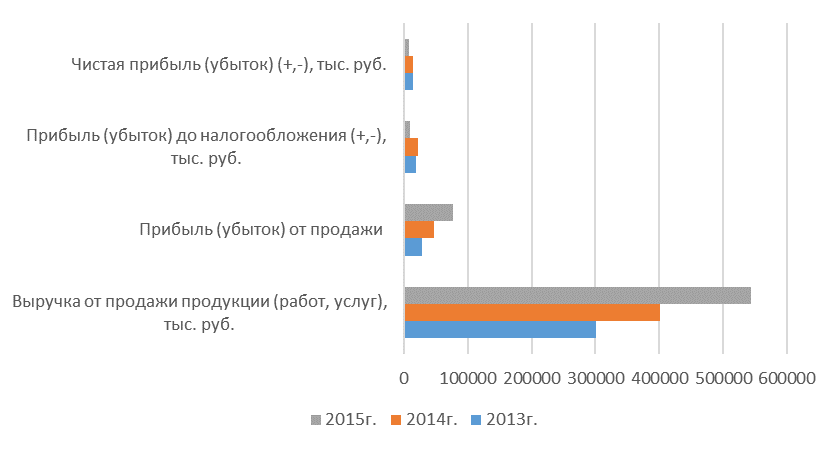 Чистая прибыль (убыток) (+,-), тыс. руб.
Прибыль (убыток) до налогообложения (+,-),
тыс. руб.
Прибыль (убыток) от продажи
Выручка от продажи продукции (работ, услуг),
тыс. руб.
0 100000 200000 300000 400000 500000 600000
2015г. 2014г. 2013г.